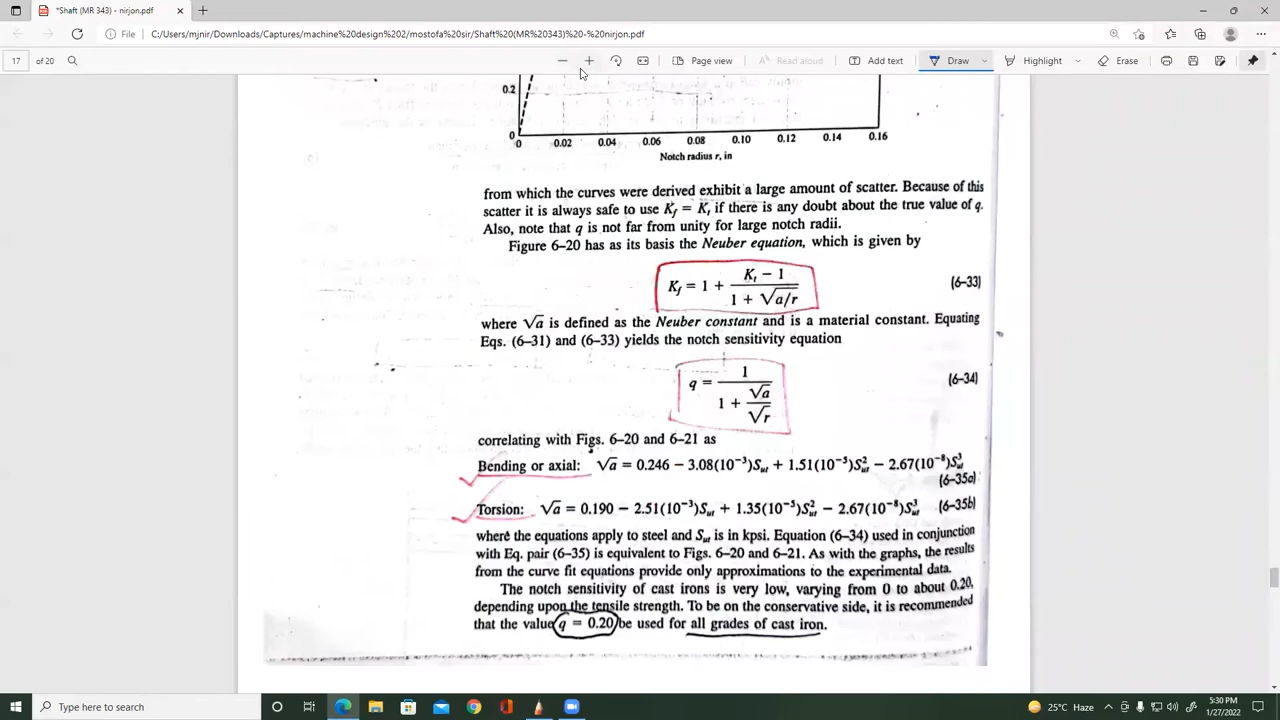 *Shaft (MR 343) - nirjon.pdf
File C:/Users/mjnir/Downloads/Captures/machine%20design%202/mostofa%20sir/Shaft%20(MR%20343)%20-%20nirjon.pdf
17 of 20 Page view Read aloud Add text Draw Highlight Erase
0.2
0
0 0.02 0.04 0.06 0.08 0.10 0.12 0.14 0.16
Notch radius r, in
from which the curves were derived exhibit a large amount of scatter. Because of this
scatter it is always safe to use K_f = K_t if there is any doubt about the true value of q.
Also, note that q is not far from unity for large notch radii.
Figure 6–20 has as its basis the Neuber equation, which is given by
K_f = 1 + (K_t − 1) / (1 + √a/r) (6–33)
where √a is defined as the Neuber constant and is a material constant. Equating
Eqs. (6–31) and (6–33) yields the notch sensitivity equation
q = 1 / (1 + √a/√r) (6–34)
correlating with Figs. 6–20 and 6–21 as
Bending or axial: √a = 0.246 − 3.08(10⁻³)S_ut + 1.51(10⁻⁵)S²_ut − 2.67(10⁻⁸)S³_ut
(6–35a)
Torsion: √a = 0.190 − 2.51(10⁻³)S_ut + 1.35(10⁻⁵)S²_ut − 2.67(10⁻⁸)S³_ut (6–35b)
where the equations apply to steel and S_ut is in kpsi. Equation (6–34) used in conjunction
with Eq. pair (6–35) is equivalent to Figs. 6–20 and 6–21. As with the graphs, the results
from the curve fit equations provide only approximations to the experimental data.
The notch sensitivity of cast irons is very low, varying from 0 to about 0.20,
depending upon the tensile strength. To be on the conservative side, it is recommended
that the value q = 0.20 be used for all grades of cast iron.
Type here to search
25°C Haze
5:30 PM
1/27/2022